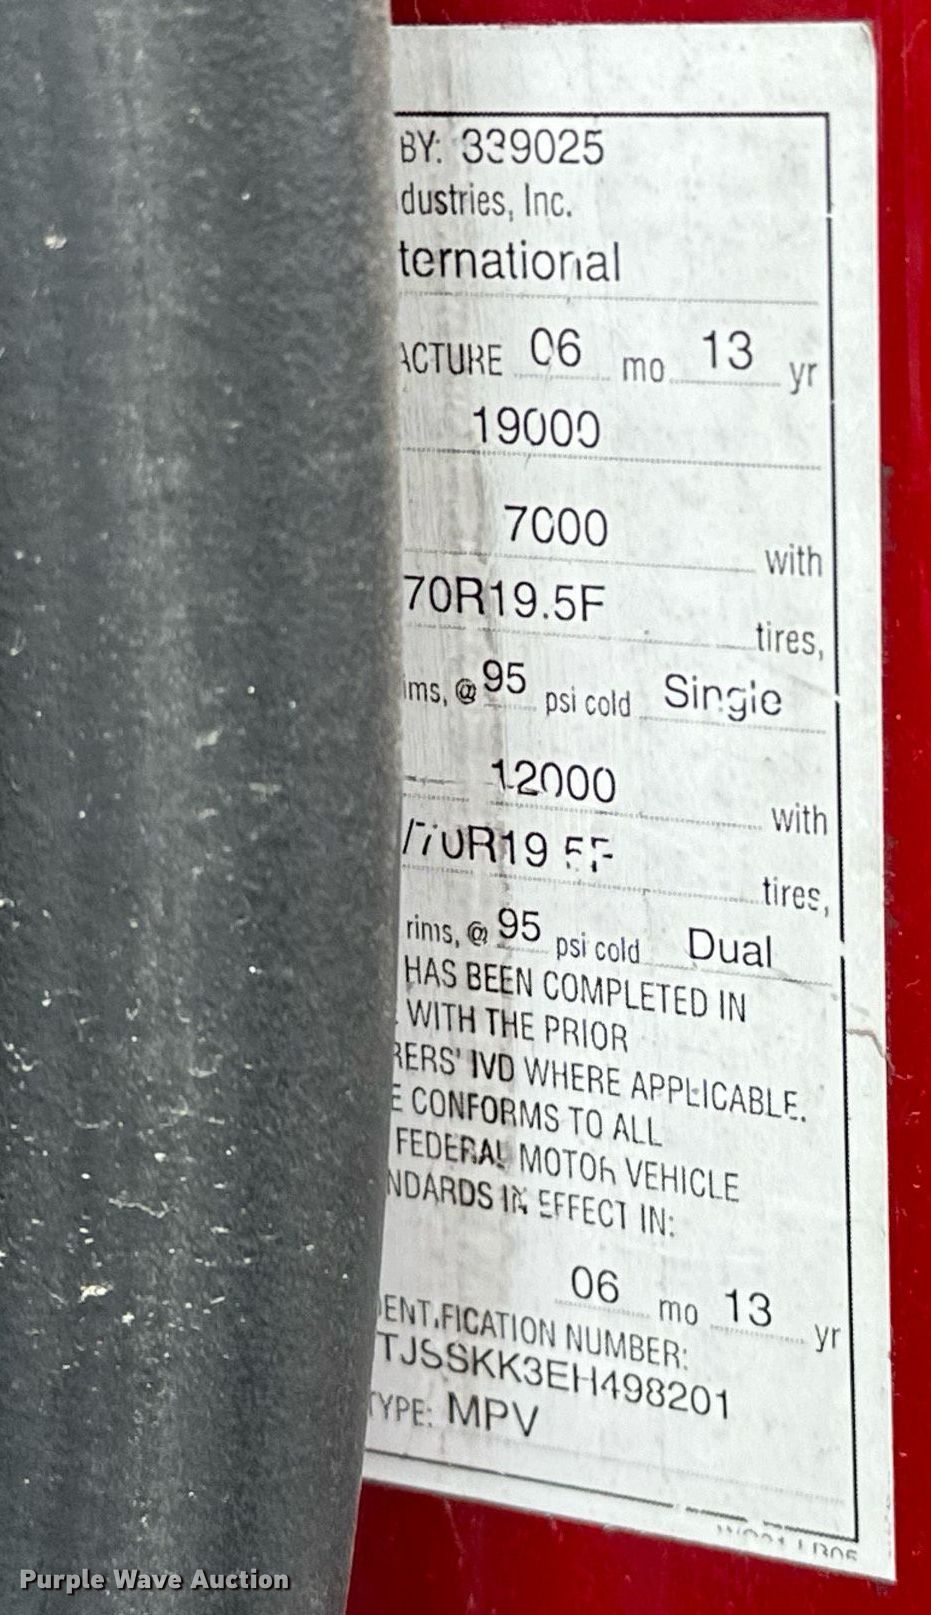 BY: 339025
dustries, Inc.
ternational
ACTURE 06 mo 13 yr
19000
7000 with
70R19.5F tires,
ims, @ 95 psi cold Single
12000 with
/70R19.5F tires,
rims, @ 95 psi cold Dual
HAS BEEN COMPLETED IN
WITH THE PRIOR
RERS' IVD WHERE APPLICABLE.
E CONFORMS TO ALL
FEDERAL MOTOR VEHICLE
NDARDS IN EFFECT IN:
06 mo 13 yr
DENTIFICATION NUMBER:
TJSSKK3EH498201
TYPE: MPV
Purple Wave Auction